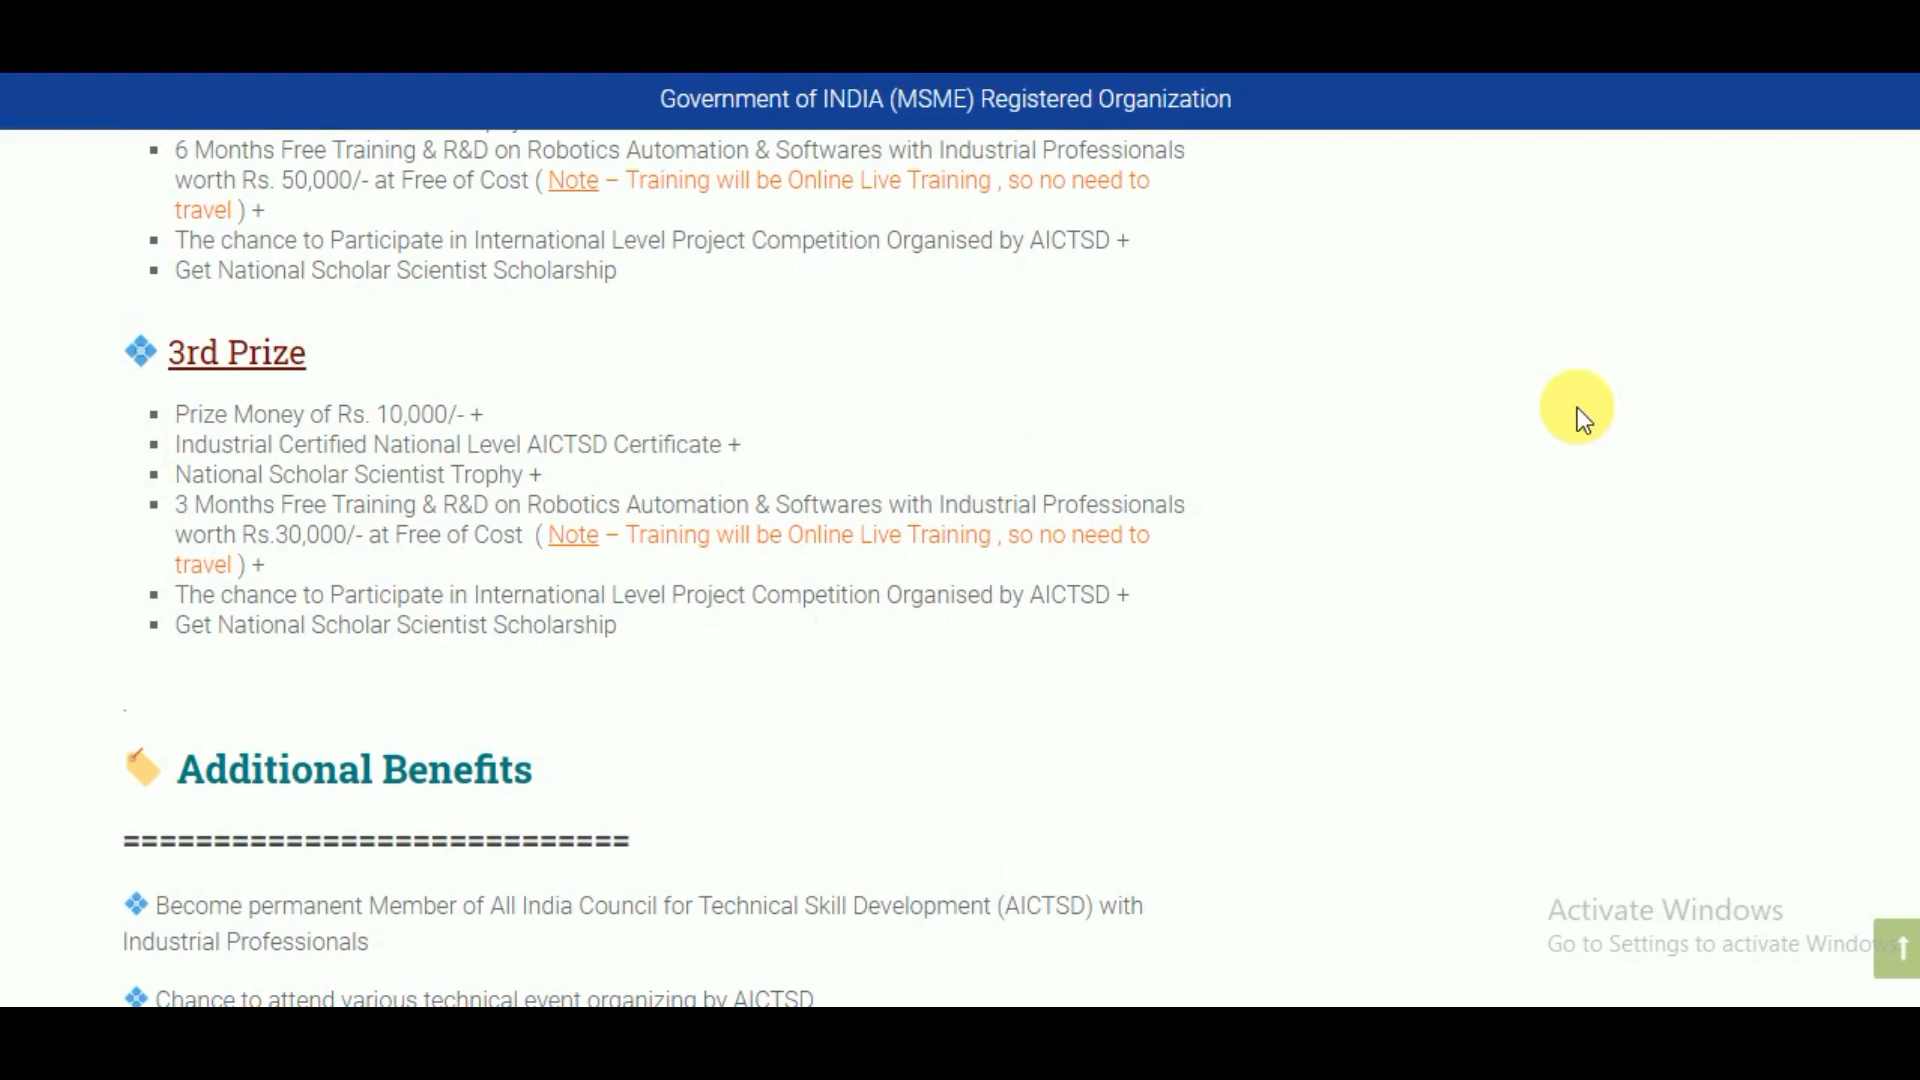 Government of INDIA (MSME) Registered Organization
6 Months Free Training & R&D on Robotics Automation & Softwares with Industrial Professionals
worth Rs. 50,000/- at Free of Cost ( Note – Training will be Online Live Training , so no need to
travel ) +
The chance to Participate in International Level Project Competition Organised by AICTSD +
Get National Scholar Scientist Scholarship
3rd Prize
Prize Money of Rs. 10,000/- +
Industrial Certified National Level AICTSD Certificate +
National Scholar Scientist Trophy +
3 Months Free Training & R&D on Robotics Automation & Softwares with Industrial Professionals
worth Rs.30,000/- at Free of Cost ( Note – Training will be Online Live Training , so no need to
travel ) +
The chance to Participate in International Level Project Competition Organised by AICTSD +
Get National Scholar Scientist Scholarship
.
Additional Benefits
============================
Become permanent Member of All India Council for Technical Skill Development (AICTSD) with
Industrial Professionals
Chance to attend various technical event organizing by AICTSD
Activate Windows
Go to Settings to activate Windows